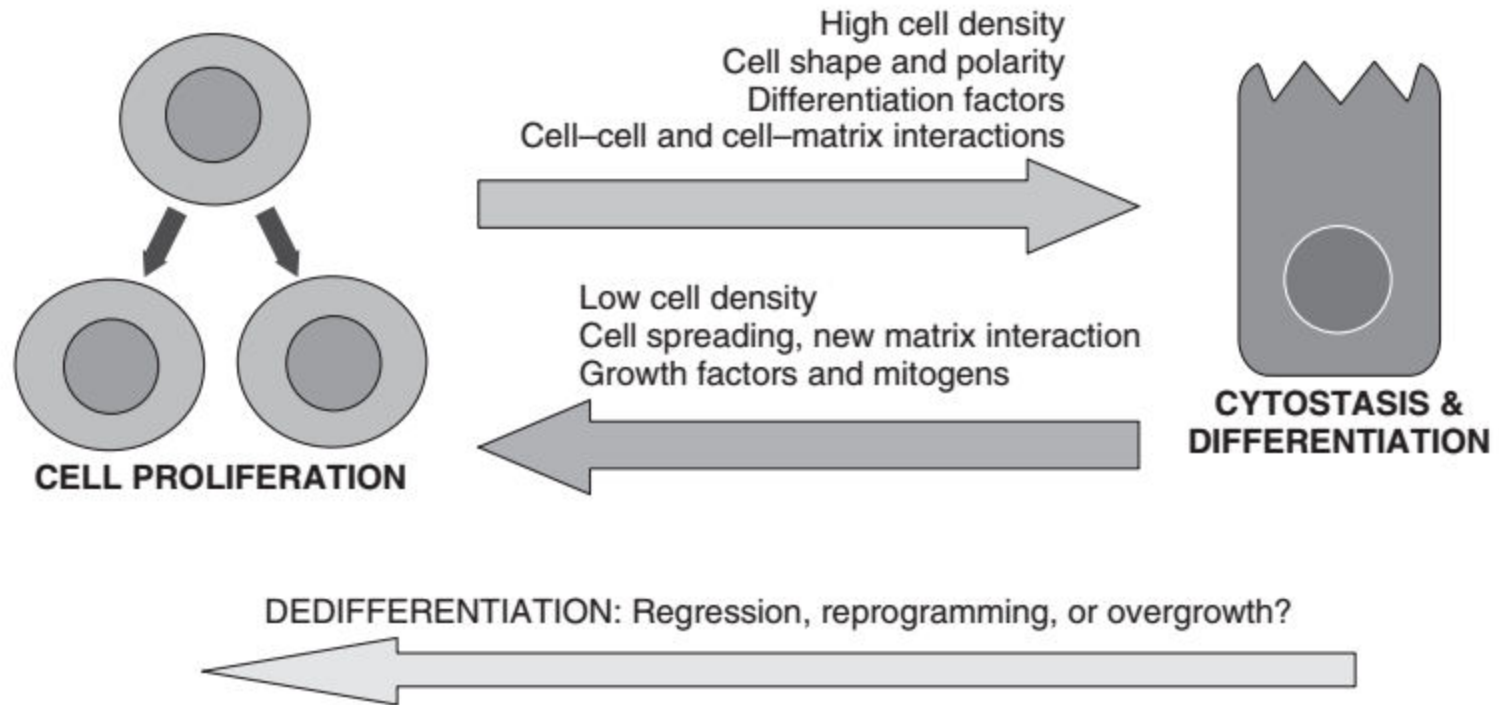 High cell density
Cell shape and polarity
Differentiation factors
Cell–cell and cell–matrix interactions
Low cell density
Cell spreading, new matrix interaction
Growth factors and mitogens
CELL PROLIFERATION
CYTOSTASIS &
DIFFERENTIATION
DEDIFFERENTIATION: Regression, reprogramming, or overgrowth?